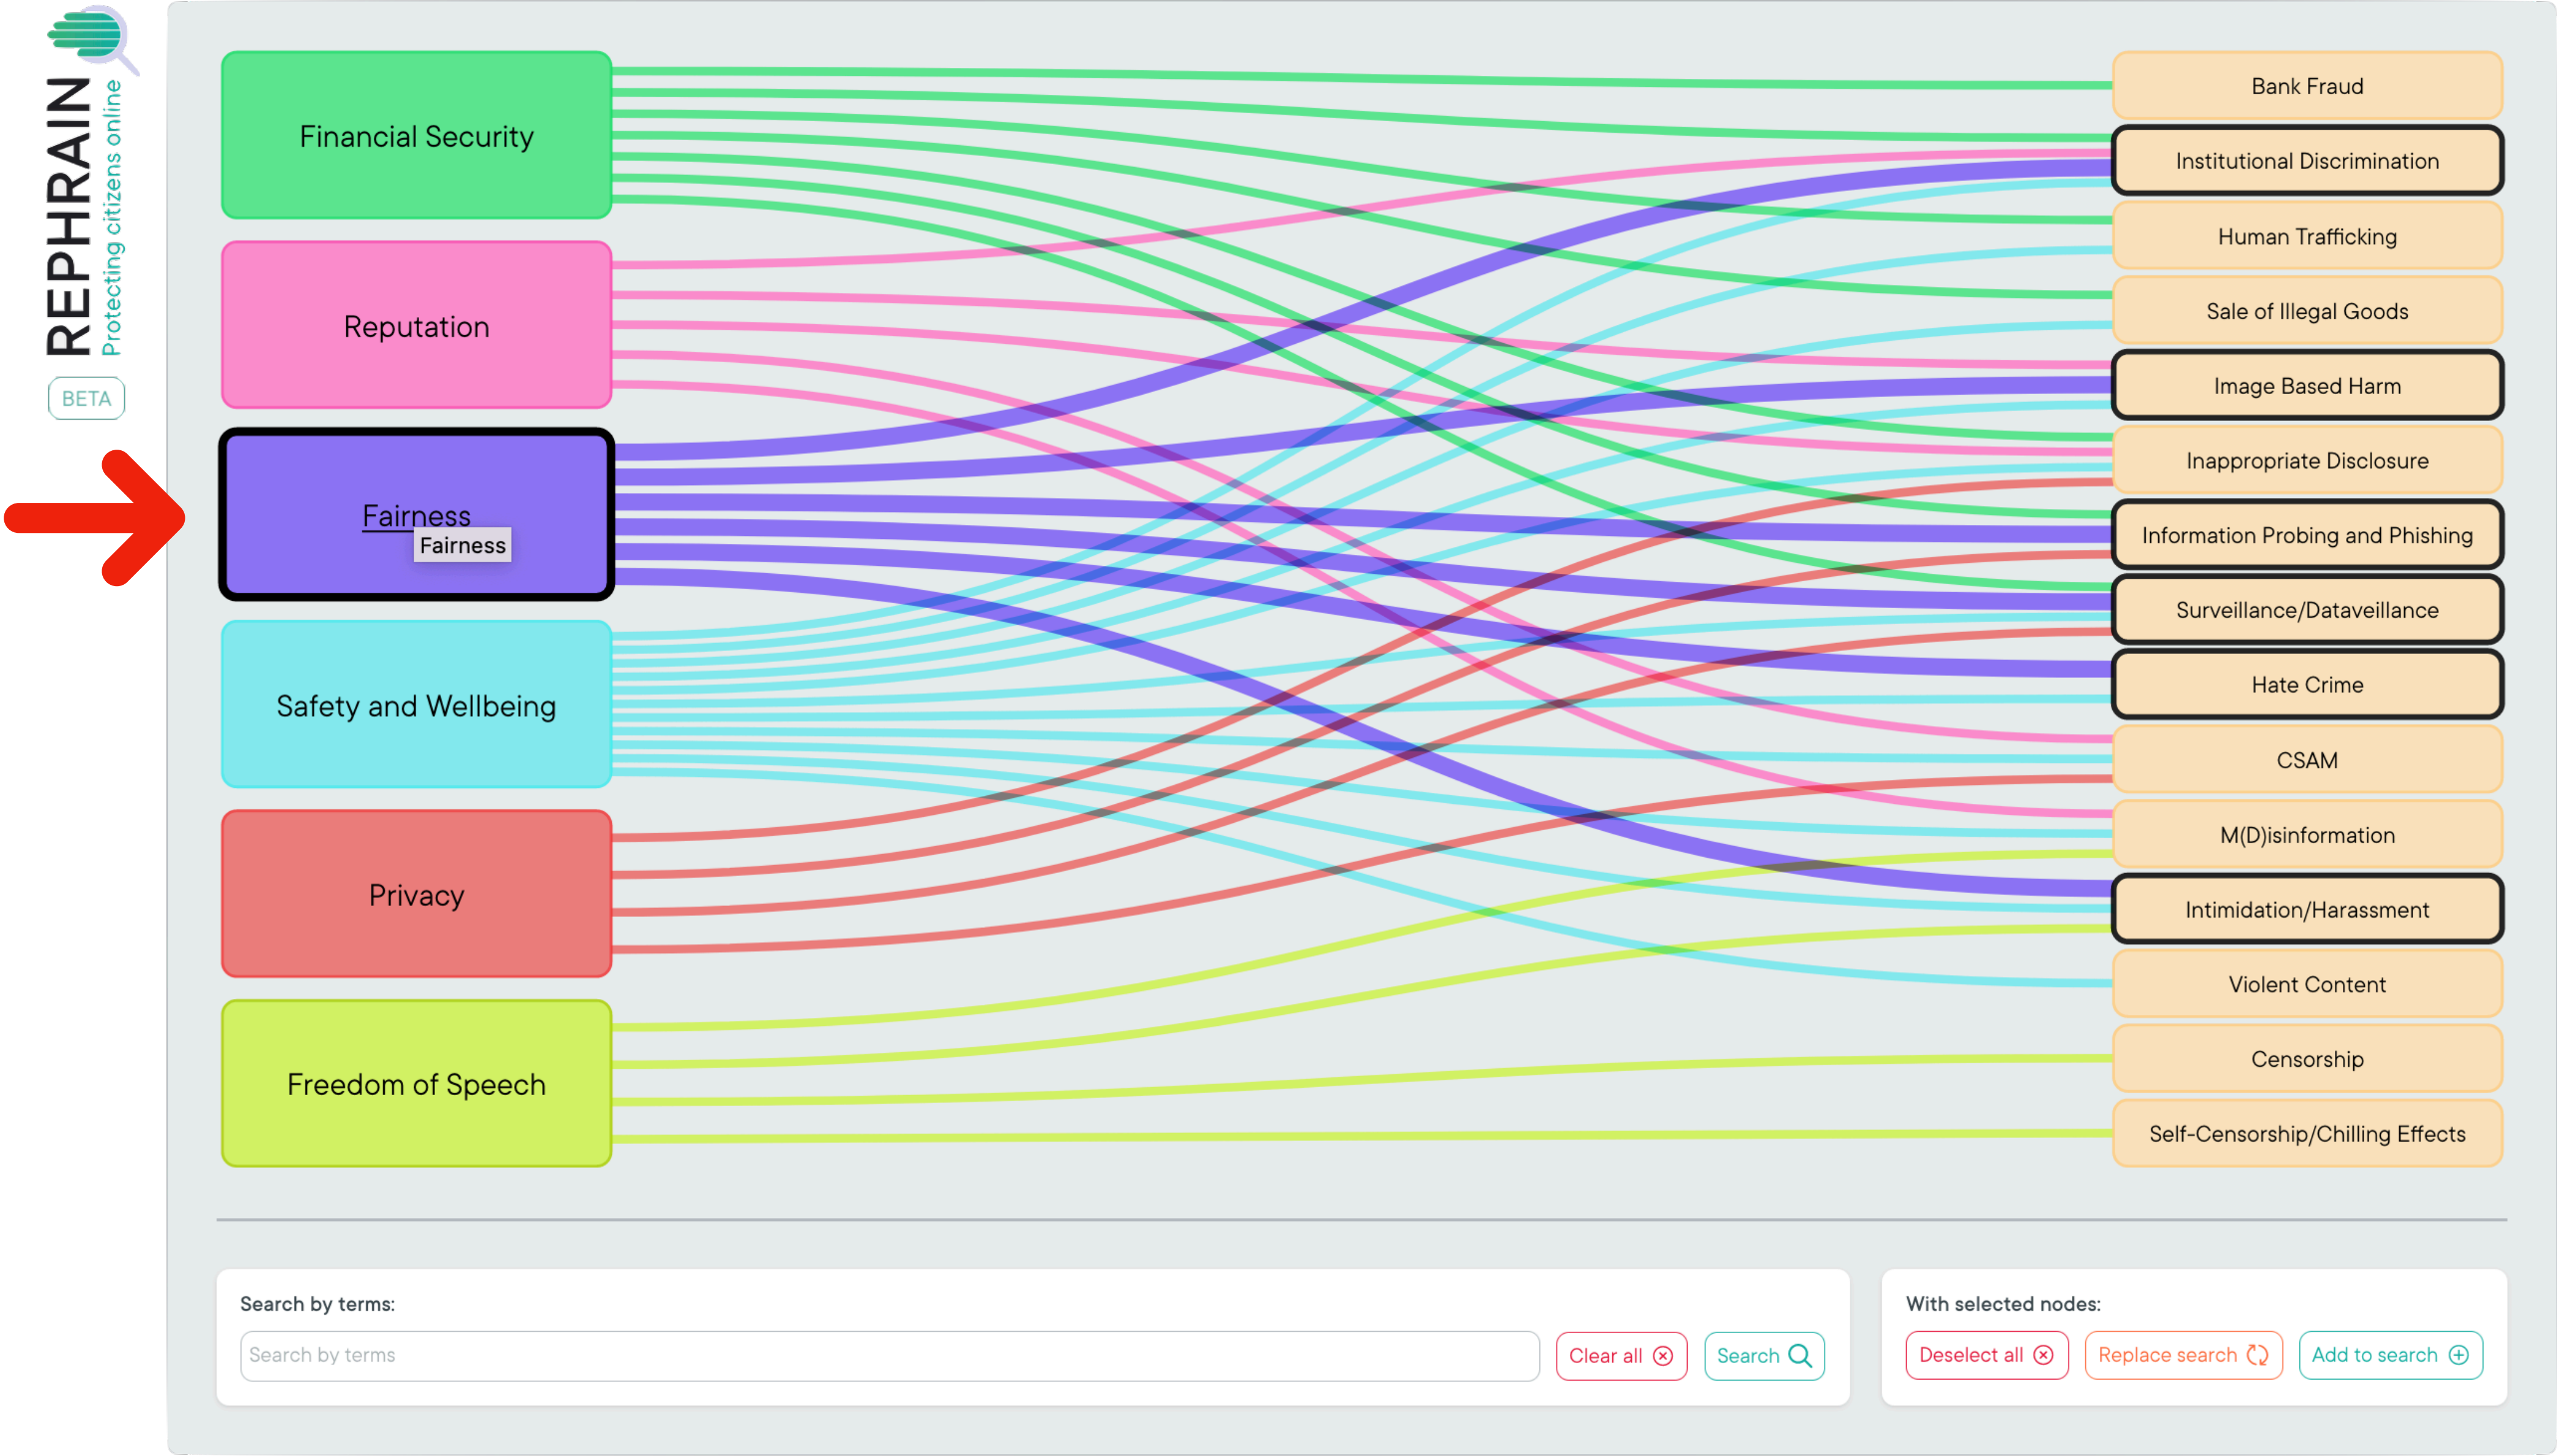 REPHRAIN
Protecting citizens online
BETA
Financial Security
Reputation
Fairness
Fairness
Safety and Wellbeing
Privacy
Freedom of Speech
Bank Fraud
Institutional Discrimination
Human Trafficking
Sale of Illegal Goods
Image Based Harm
Inappropriate Disclosure
Information Probing and Phishing
Surveillance/Dataveillance
Hate Crime
CSAM
M(D)isinformation
Intimidation/Harassment
Violent Content
Censorship
Self-Censorship/Chilling Effects
Search by terms:
Search by terms
Clear all
Search
With selected nodes:
Deselect all
Replace search
Add to search